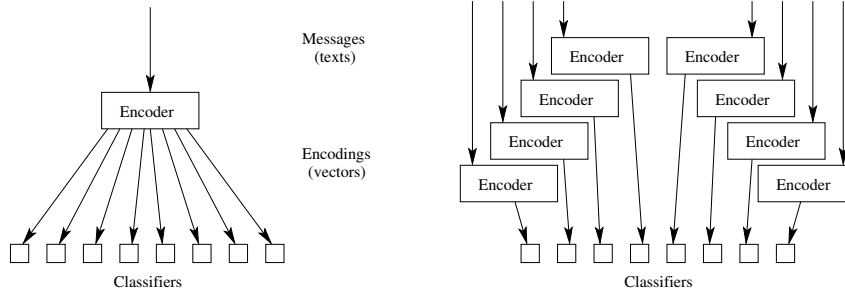 Messages
(texts)
Encoder
Encodings
(vectors)
Classifiers
Encoder
Encoder
Encoder
Encoder
Encoder
Encoder
Encoder
Encoder
Classifiers